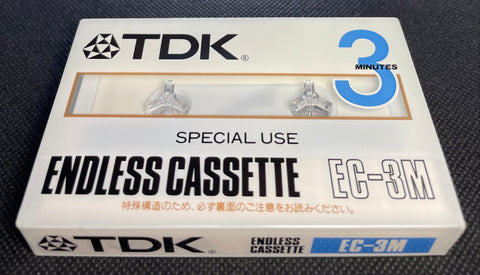 TDK®
3
MINUTES
SPECIAL USE
ENDLESS CASSETTE EC-3M
特殊構造のため、必ず裏面のご注意をお読みください。
TDK® ENDLESS CASSETTE EC-3M